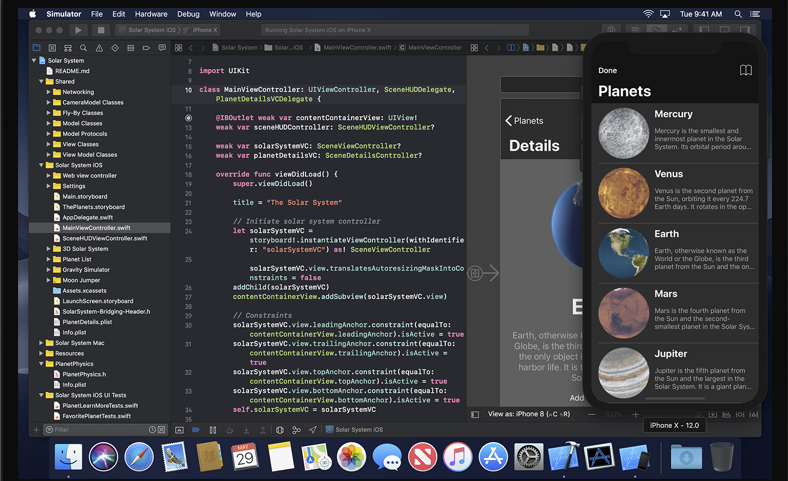 Simulator File Edit Hardware Debug Window Help Tue 9:41 AM
Solar System iOS iPhone X Running Solar System iOS on iPhone X
Solar System
README.md
Shared
Networking
CameraModel Classes
Fly-By Classes
Model Classes
Model Protocols
View Classes
View Model Classes
Solar System iOS
Web view controller
Settings
Main.storyboard
ThePlanets.storyboard
AppDelegate.swift
MainViewController.swift
SceneHUDViewController.swift
3D Solar System
Planet List
Gravity Simulator
Moon Jumper
Assets.xcassets
LaunchScreen.storyboard
SolarSystem-Bridging-Header.h
PlanetDetails.plist
Info.plist
Solar System Mac
Resources
PlanetPhysics
PlanetPhysics.h
Info.plist
Solar System iOS UI Tests
PlanetLearnMoreTests.swift
FavoritePlanetTests.swift
Filter
Solar System Solar...iOS MainViewController.swift C MainViewController
7
8 import UIKit
9
10 class MainViewController: UIViewController, SceneHUDDelegate,
PlanetDetailsVCDelegate {
11
@IBOutlet weak var contentContainerView: UIView!
13 weak var sceneHUDController: SceneHUDViewController?
14
15 weak var solarSystemVC: SceneViewController?
16 weak var planetDetailsVC: SceneDetailsController?
17
18 override func viewDidLoad() {
19 super.viewDidLoad()
20
21 title = "The Solar System"
22
23 // Initiate solar system controller
24 let solarSystemVC =
storyboard!.instantiateViewController(withIdentifie
r: "solarSystemVC") as! SceneViewController
25
solarSystemVC.view.translatesAutoresizingMaskIntoCo
nstraints = false
26 addChild(solarSystemVC)
27 contentContainerView.addSubview(solarSystemVC.view)
28
29 // Constraints
30 solarSystemVC.view.leadingAnchor.constraint(equalTo:
contentContainerView.leadingAnchor).isActive = true
31 solarSystemVC.view.trailingAnchor.constraint(equalTo:
contentContainerView.trailingAnchor).isActive =
true
32 solarSystemVC.view.topAnchor.constraint(equalTo:
contentContainerView.topAnchor).isActive = true
33 solarSystemVC.view.bottomAnchor.constraint(equalTo:
contentContainerView.bottomAnchor).isActive = true
34 self.solarSystemVC = solarSystemVC
Solar System iOS
Planets
Details
E
Earth, otherwise k
Globe, is the third
the only object i
harbor life. It is t
So
Add
View as: iPhone 8 (wC hR) 100%
Done
Planets
Mercury
Mercury is the smallest and
innermost planet in the Solar
System. Its orbital period arou...
Venus
Venus is the second planet from
the Sun, orbiting it every 224.7
Earth days. It rotates in the op...
Earth
Earth, otherwise known as the
World or the Globe, is the third
planet from the Sun and the on...
Mars
Mars is the fourth planet from
the Sun and the second-
smallest planet in the Solar Sys...
Jupiter
Jupiter is the fifth planet from
the Sun and the largest in the
Solar System. It is a giant plan...
iPhone X - 12.0
MAY
29